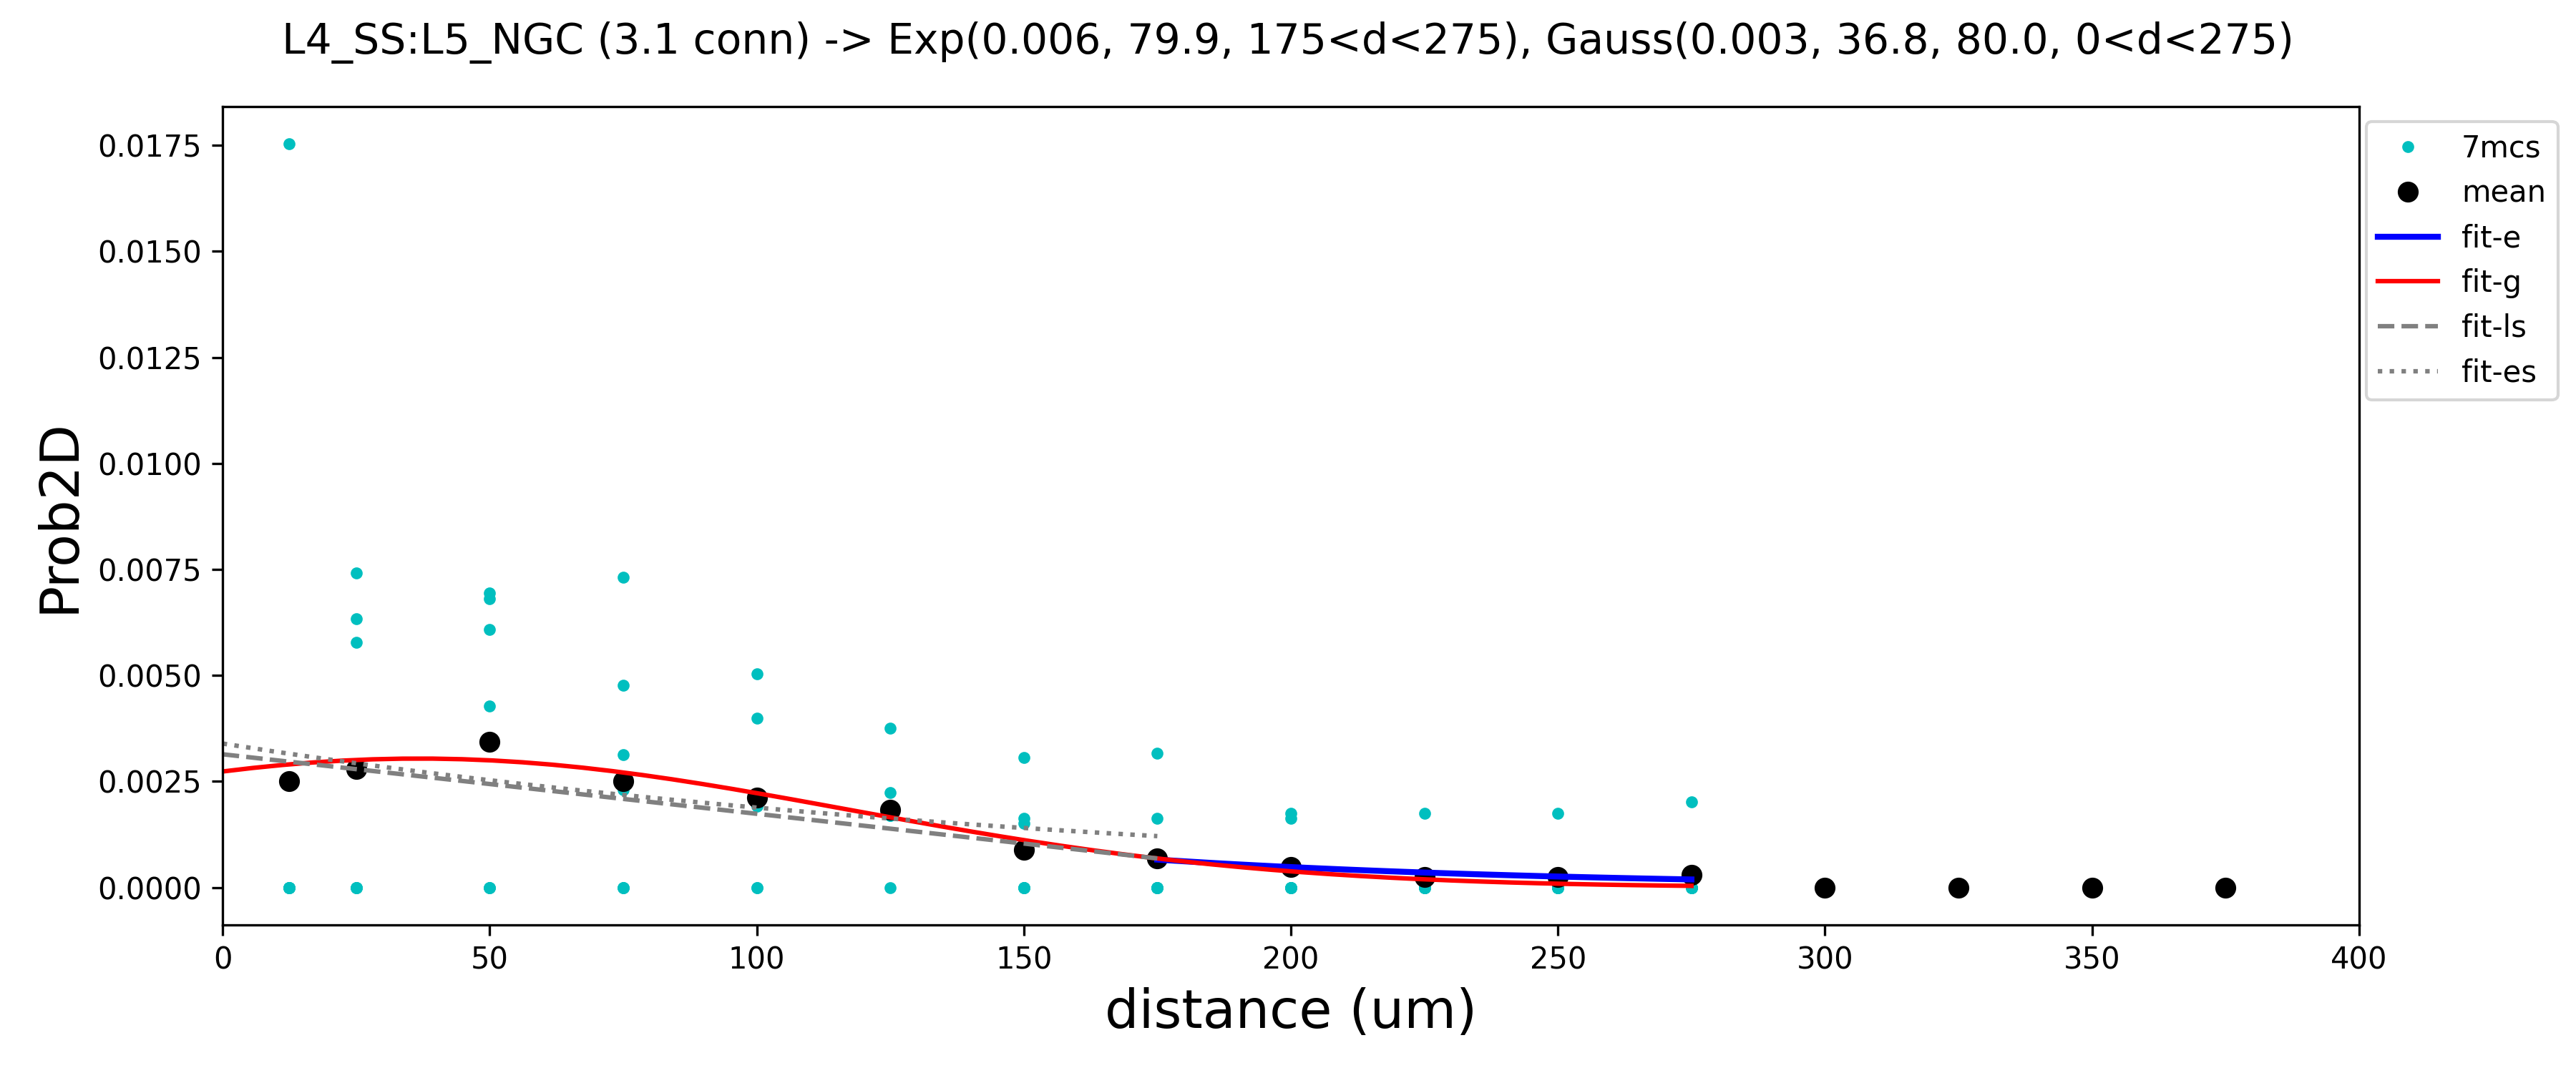 L4_SS:L5_NGC (3.1 conn) -> Exp(0.006, 79.9, 175<d<275), Gauss(0.003, 36.8, 80.0, 0<d<275)
0.0175
0.0150
0.0125
0.0100
0.0075
0.0050
0.0025
0.0000
Prob2D
0 50 100 150 200 250 300 350 400
distance (um)
7mcs
mean
fit-e
fit-g
fit-ls
fit-es